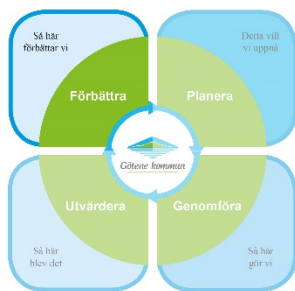 Så här
förbättrar vi
Detta vill
vi uppnå
Förbättra
Planera
Götene kommun
Utvärdera
Genomföra
Så här
blev det
Så här
gör vi